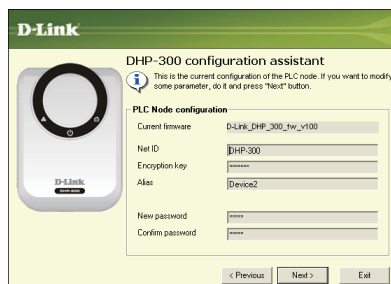 D-Link
DHP-300 configuration assistant
This is the current configuration of the PLC node. If you want to modify
some parameter, do it and press "Next" button.
PLC Node configuration
Current firmware D-Link_DHP_300_fw_v100
Net ID DHP-300
Encryption key *******
Alias Device2
New password *****
Confirm password *****
D-Link
DHP-300
< Previous Next > Exit